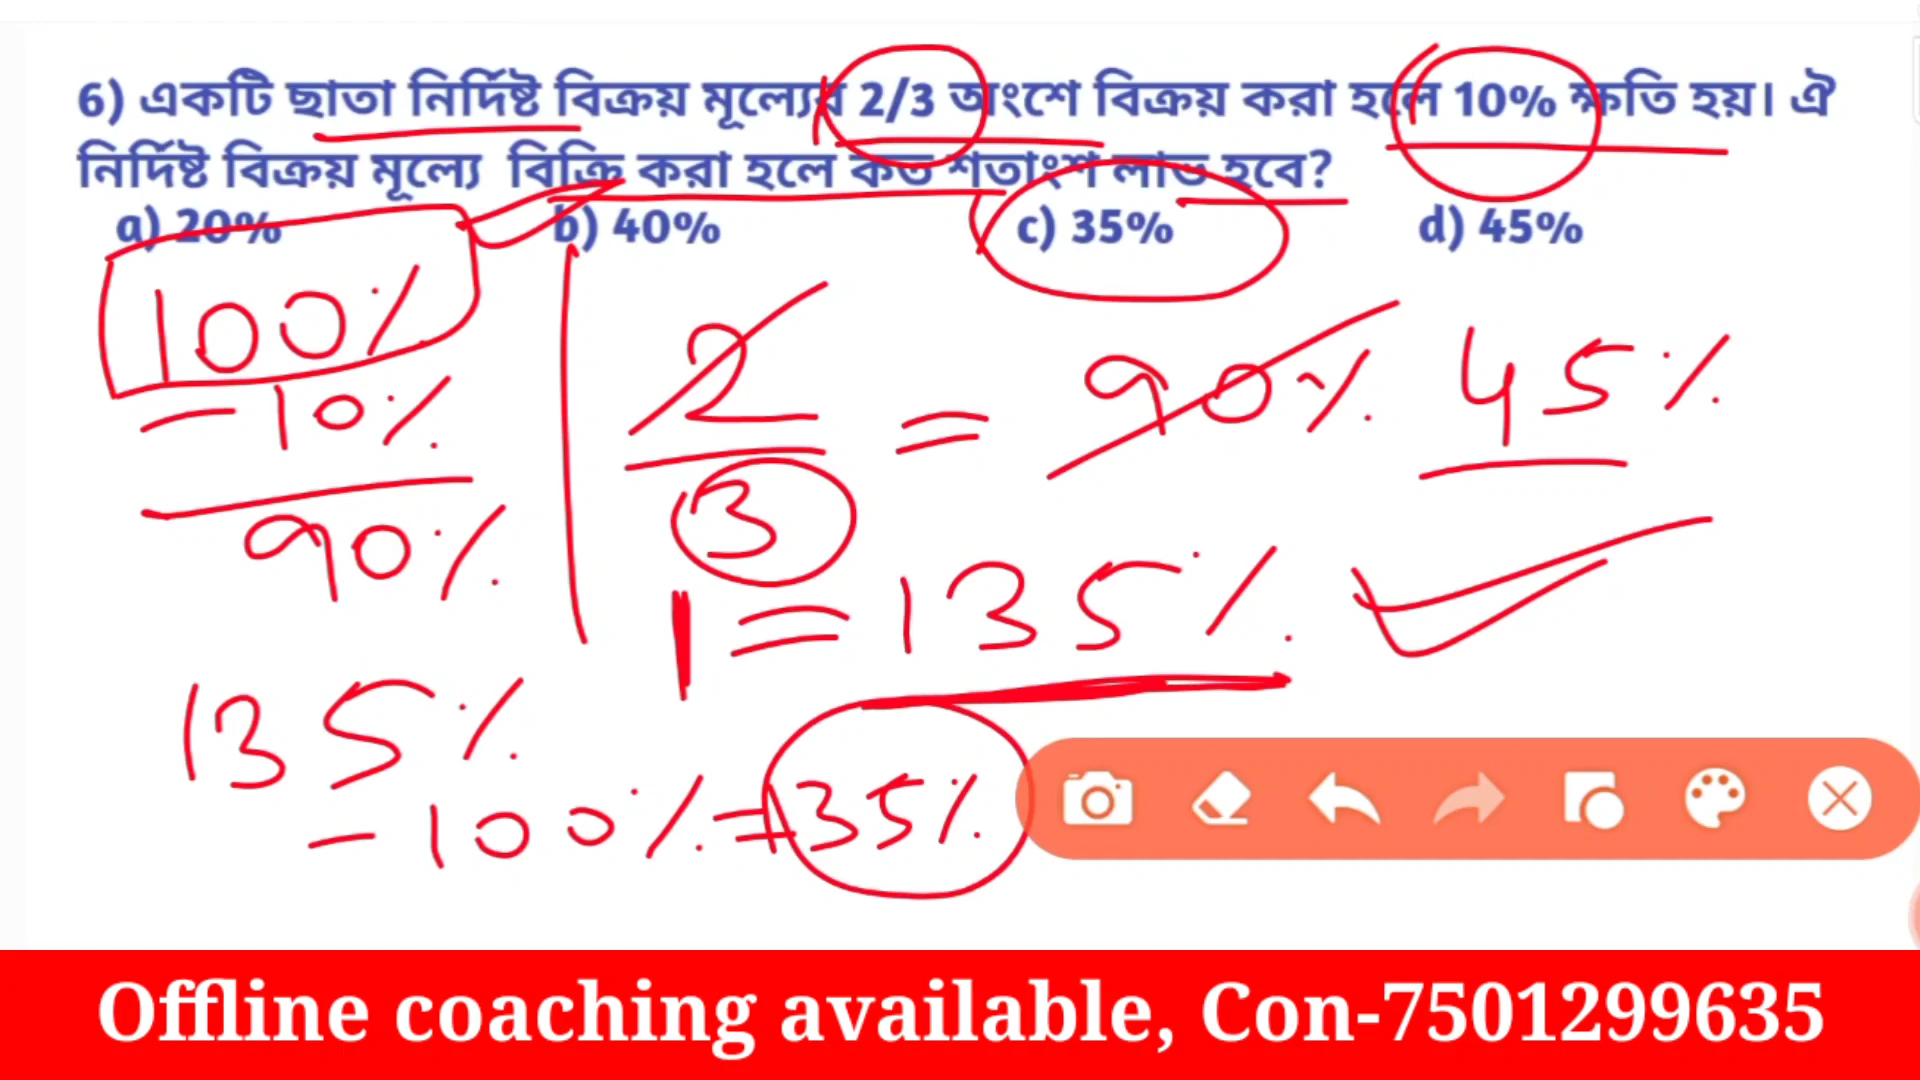 6) একটি ছাতা নির্দিষ্ট বিক্রয় মূল্যের 2/3 অংশে বিক্রয় করা হলে 10% ক্ষতি হয়। ঐ
নির্দিষ্ট বিক্রয় মূল্যে বিক্রি করা হলে কত শতাংশ লাভ হবে?
a) 20% b) 40% c) 35% d) 45%
100%
- 10%
90%
2/3 = 90% 45%
1 = 135%
135%
- 100% = 35%
Offline coaching available, Con-7501299635